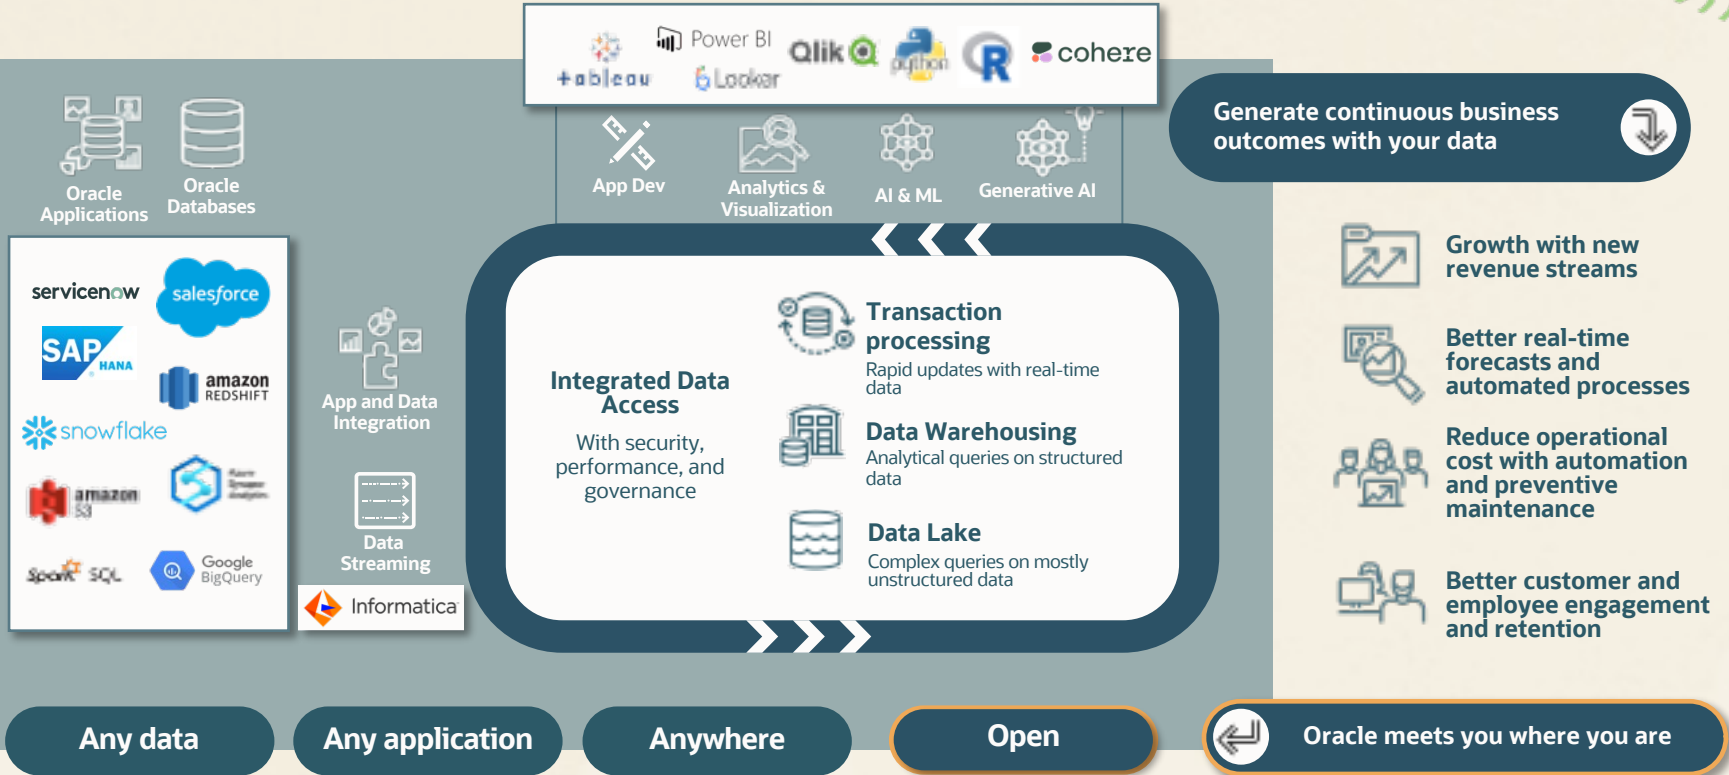 tableau
Power BI
Looker
Qlik
python
R
cohere
Oracle
Applications
Oracle
Databases
App Dev
Analytics &
Visualization
AI & ML
Generative AI
Generate continuous business
outcomes with your data
servicenow
salesforce
SAP
HANA
amazon
REDSHIFT
snowflake
amazon
S3
Azure
Synapse
Analytics
Spark SQL
Google
BigQuery
App and Data
Integration
Data
Streaming
Informatica
Integrated Data
Access
With security,
performance, and
governance
Transaction
processing
Rapid updates with real-time
data
Data Warehousing
Analytical queries on structured
data
Data Lake
Complex queries on mostly
unstructured data
Growth with new
revenue streams
Better real-time
forecasts and
automated processes
Reduce operational
cost with automation
and preventive
maintenance
Better customer and
employee engagement
and retention
Any data
Any application
Anywhere
Open
Oracle meets you where you are